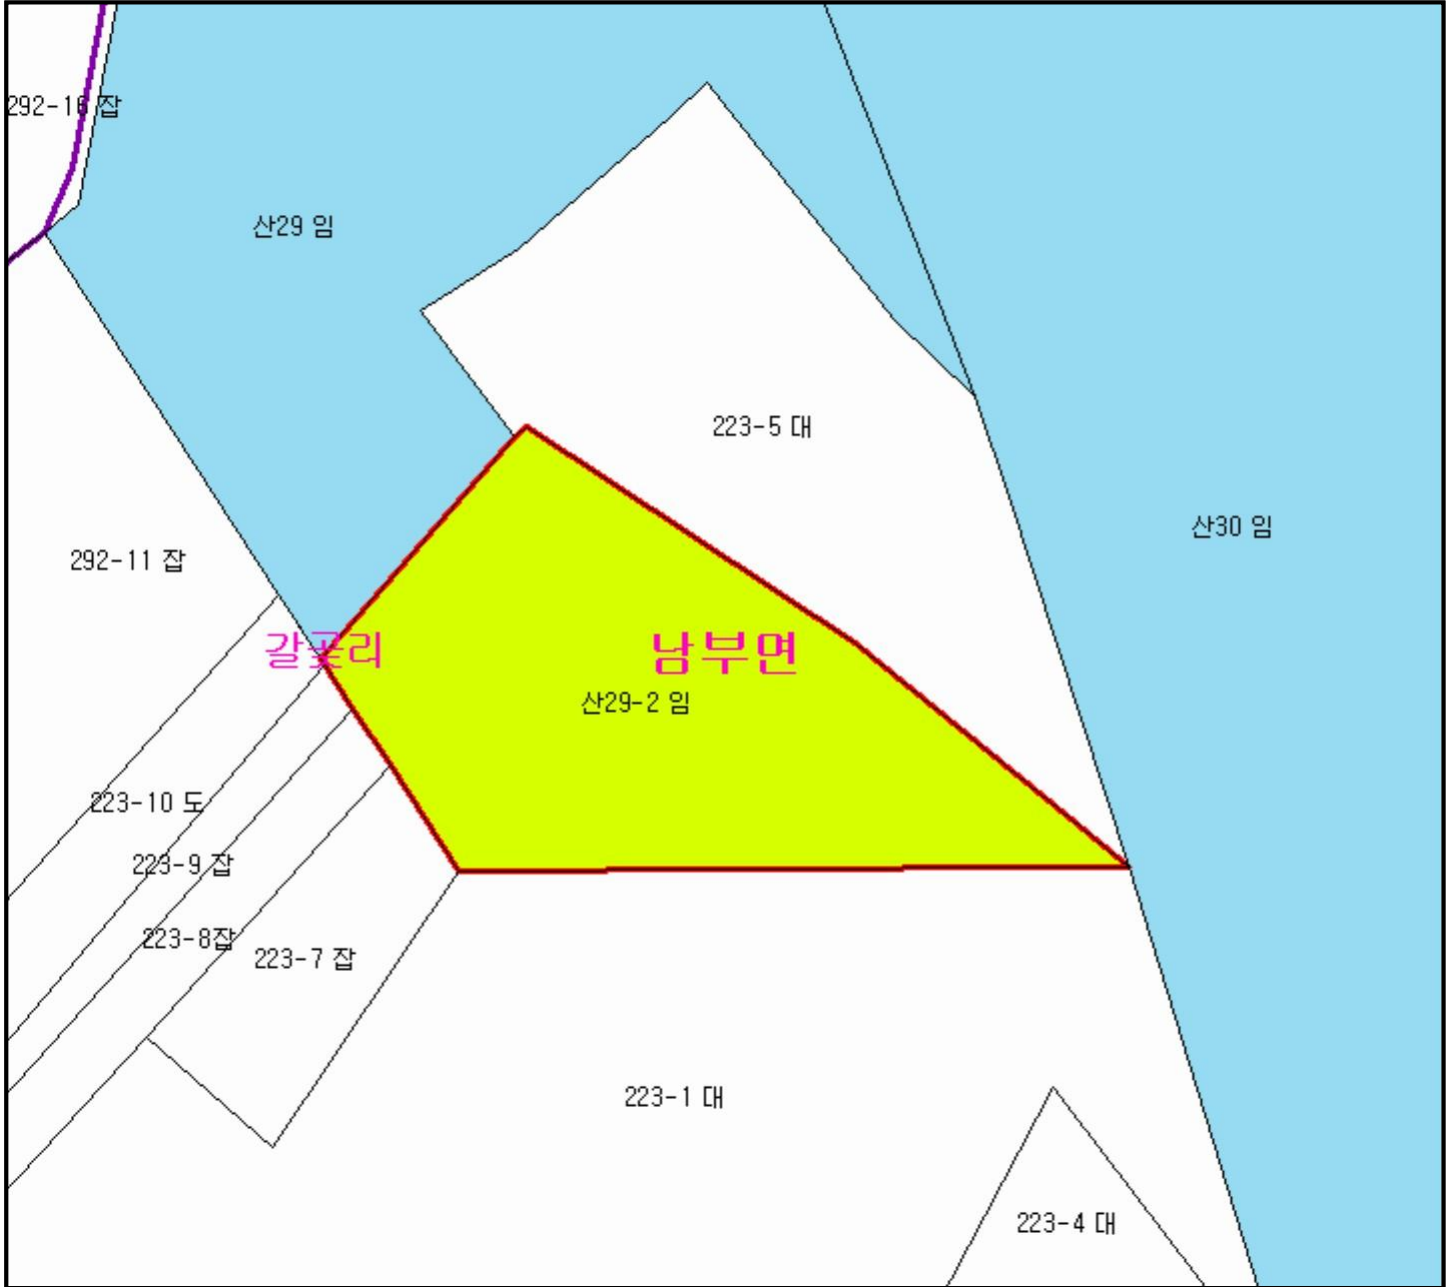 292-16 잡
산29 임
223-5 대
산30 임
292-11 잡
갈곶리
남부면
산29-2 임
223-10 도
223-9 잡
223-8잡
223-7 잡
223-1 대
223-4 대